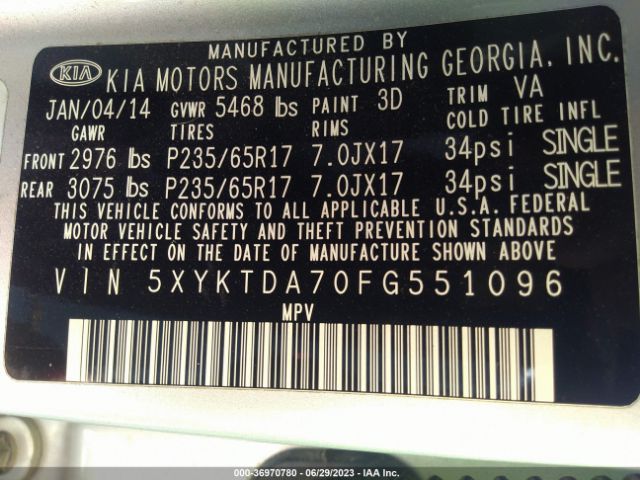 MANUFACTURED BY
KIA KIA MOTORS MANUFACTURING GEORGIA, INC.
JAN/04/14 GVWR 5468 lbs PAINT 3D TRIM VA
GAWR TIRES RIMS COLD TIRE INFL
FRONT 2976 lbs P235/65R17 7.0JX17 34psi SINGLE
REAR 3075 lbs P235/65R17 7.0JX17 34psi SINGLE
THIS VEHICLE CONFORMS TO ALL APPLICABLE U.S.A. FEDERAL
MOTOR VEHICLE SAFETY AND THEFT PREVENTION STANDARDS
IN EFFECT ON THE DATE OF MANUFACTURE SHOWN ABOVE
VIN 5XYKTDA70FG551096
MPV
000-36970780 - 06/29/2023 - IAA Inc.